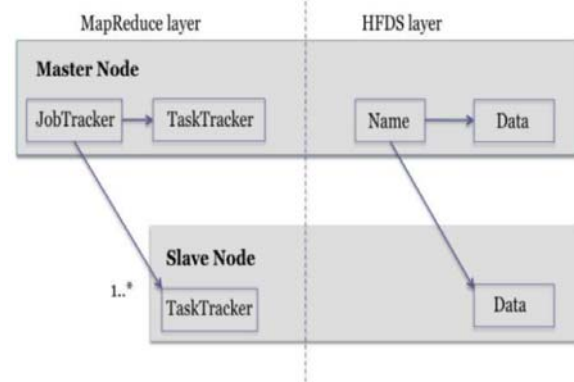 MapReduce layer
HFDS layer
Master Node
JobTracker
TaskTracker
Name
Data
Slave Node
1..*
TaskTracker
Data